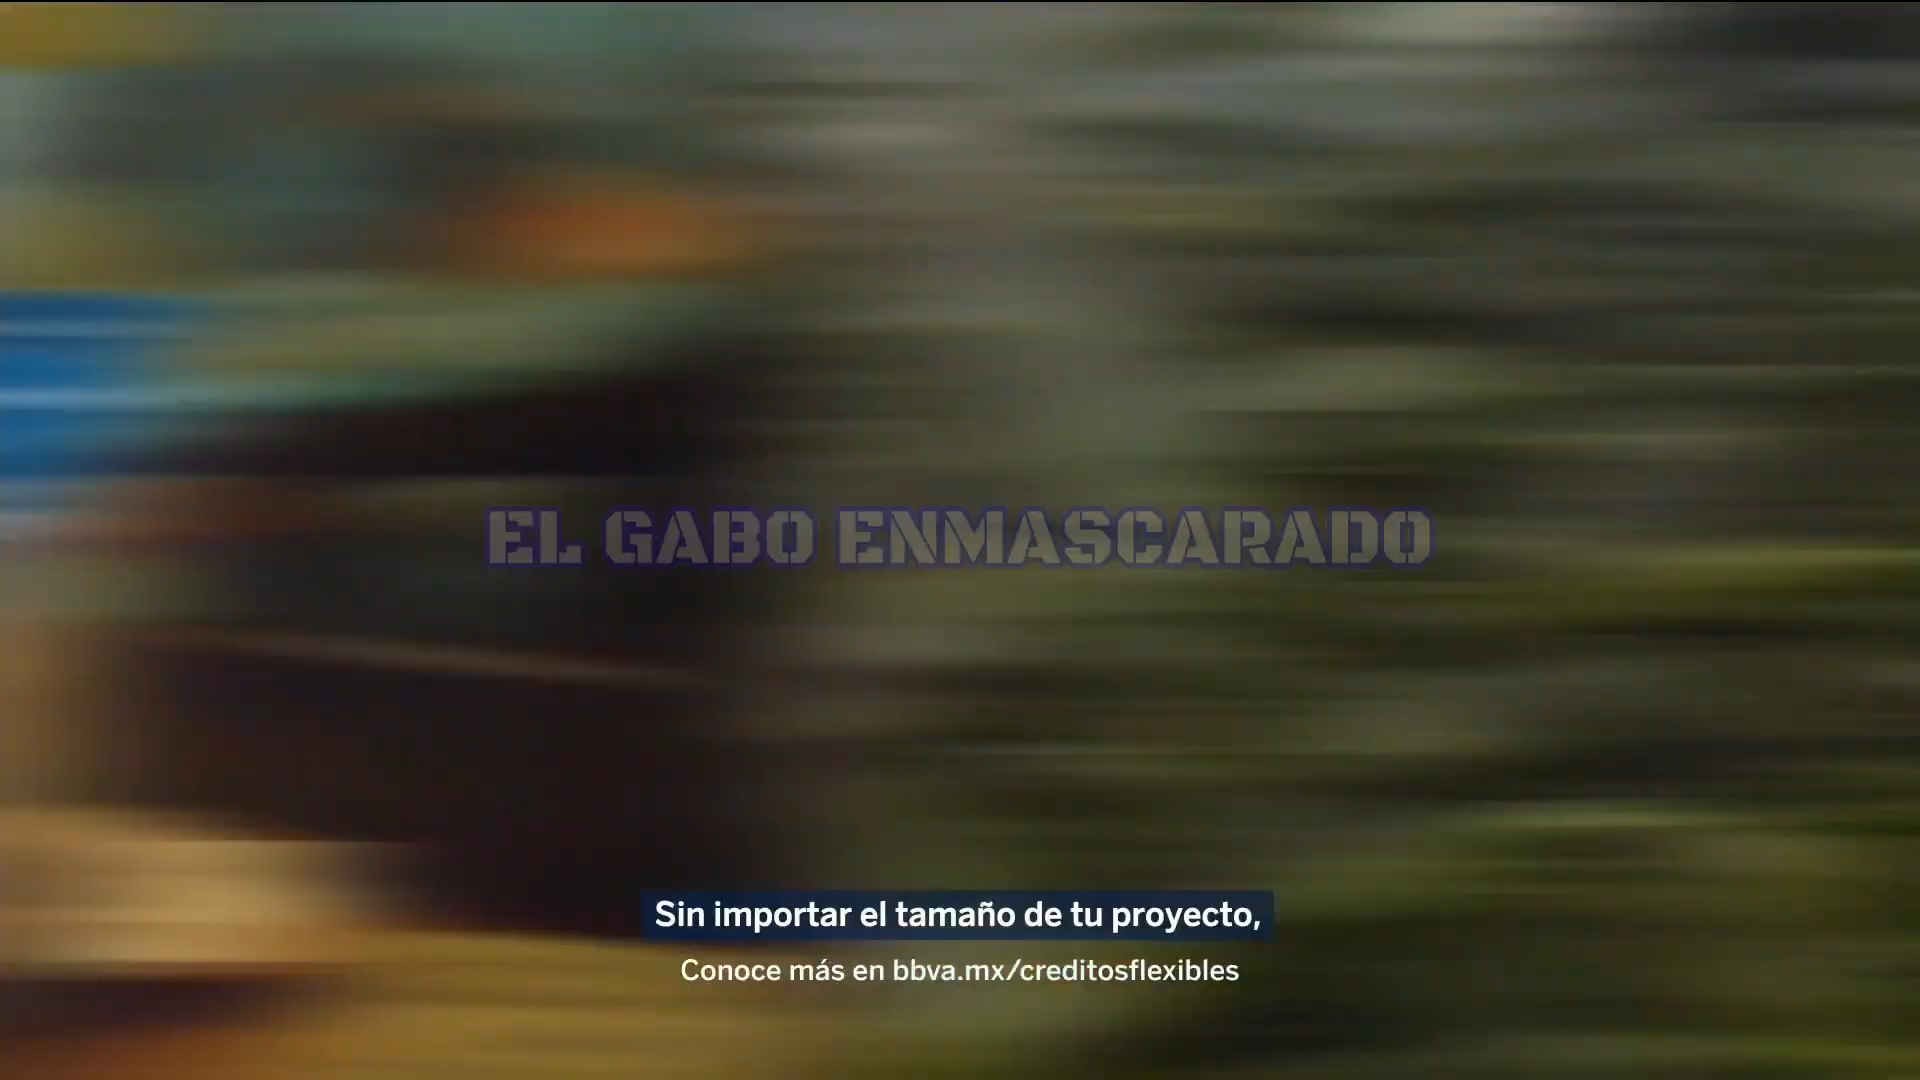 EL GABO ENMASCARADO
Sin importar el tamaño de tu proyecto,
Conoce más en bbva.mx/creditosflexibles